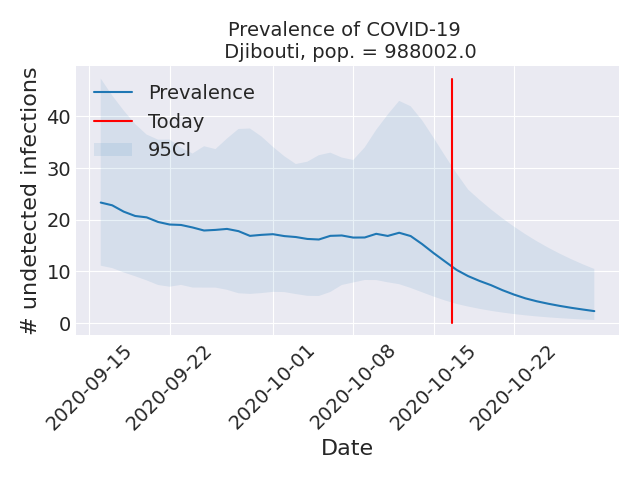 Prevalence of COVID-19
Djibouti, pop. = 988002.0
# undetected infections
40
30
20
10
0
Prevalence
Today
95CI
2020-09-15
2020-09-22
2020-10-01
2020-10-08
2020-10-15
2020-10-22
Date